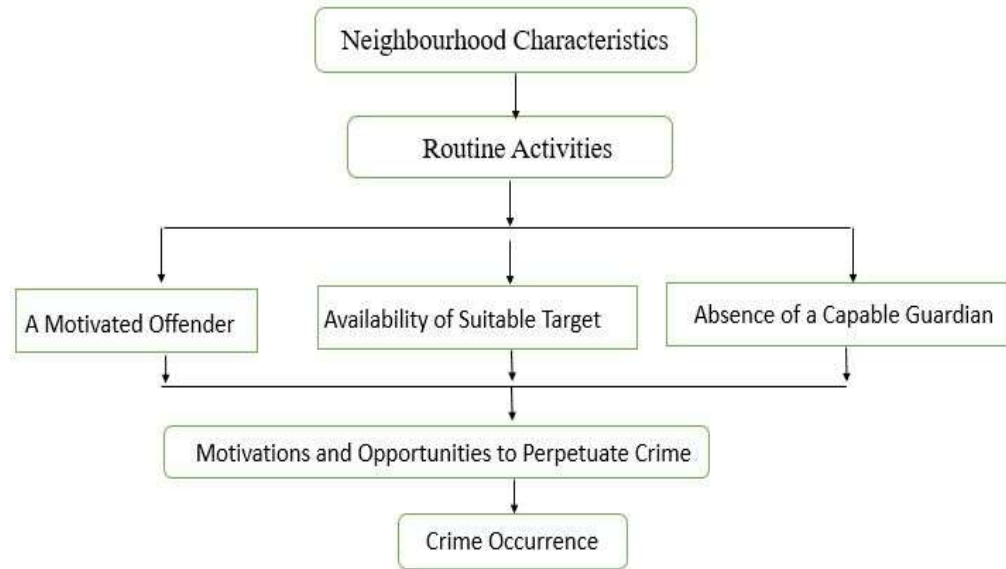 Neighbourhood Characteristics
Routine Activities
A Motivated Offender
Availability of Suitable Target
Absence of a Capable Guardian
Motivations and Opportunities to Perpetuate Crime
Crime Occurrence